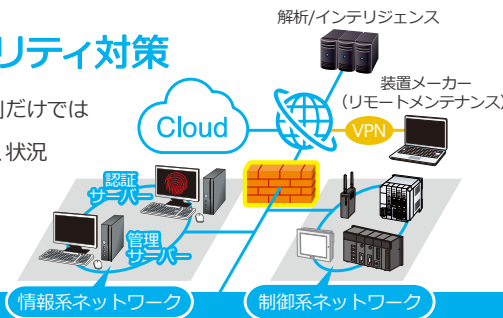 解析/インテリジェンス
リティ対策
装置メーカー
(リモートメンテナンス)
だけでは
Cloud
VPN
状況
認証
サーバー
管理
サーバー
情報系ネットワーク
制御系ネットワーク